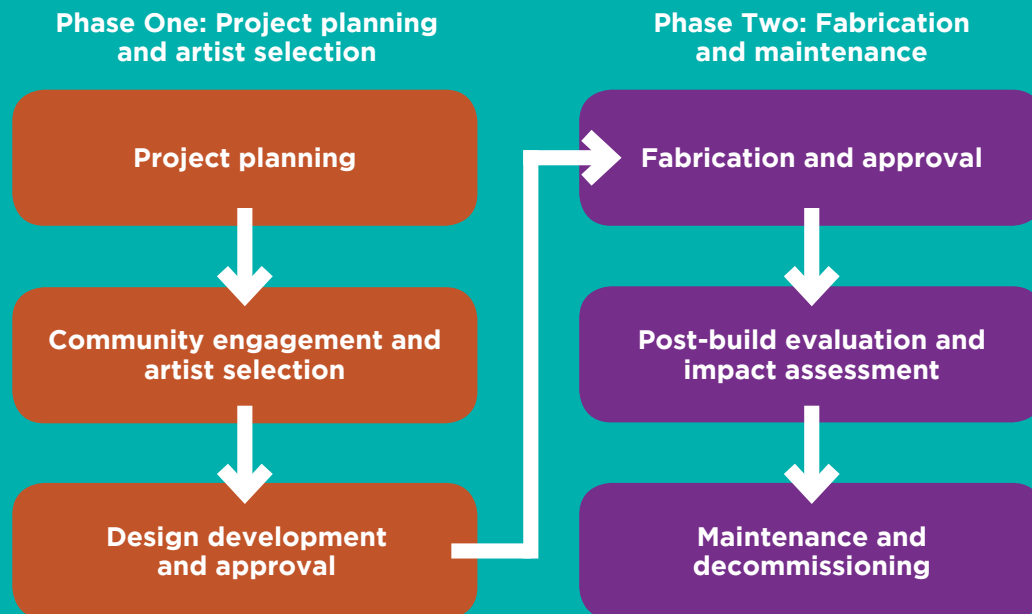 Phase One: Project planning
and artist selection
Project planning
Community engagement and
artist selection
Design development
and approval
Phase Two: Fabrication
and maintenance
Fabrication and approval
Post-build evaluation and
impact assessment
Maintenance and
decommissioning